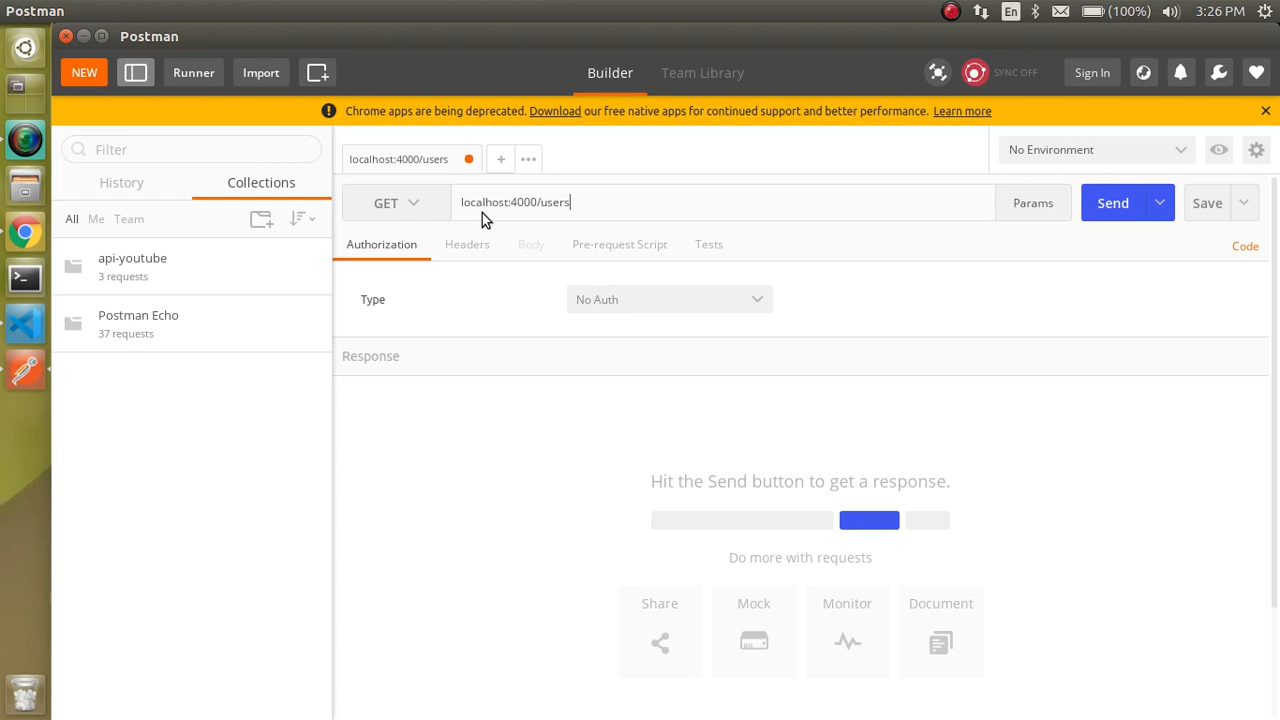 Postman
En
(100%)
3:26 PM
Postman
NEW
Runner
Import
Builder
Team Library
SYNC OFF
Sign In
Chrome apps are being deprecated. Download our free native apps for continued support and better performance. Learn more
Filter
History
Collections
All Me Team
api-youtube
3 requests
Postman Echo
37 requests
localhost:4000/users
No Environment
GET
localhost:4000/users
Params
Send
Save
Authorization
Headers
Body
Pre-request Script
Tests
Code
Type
No Auth
Response
Hit the Send button to get a response.
Do more with requests
Share
Mock
Monitor
Document